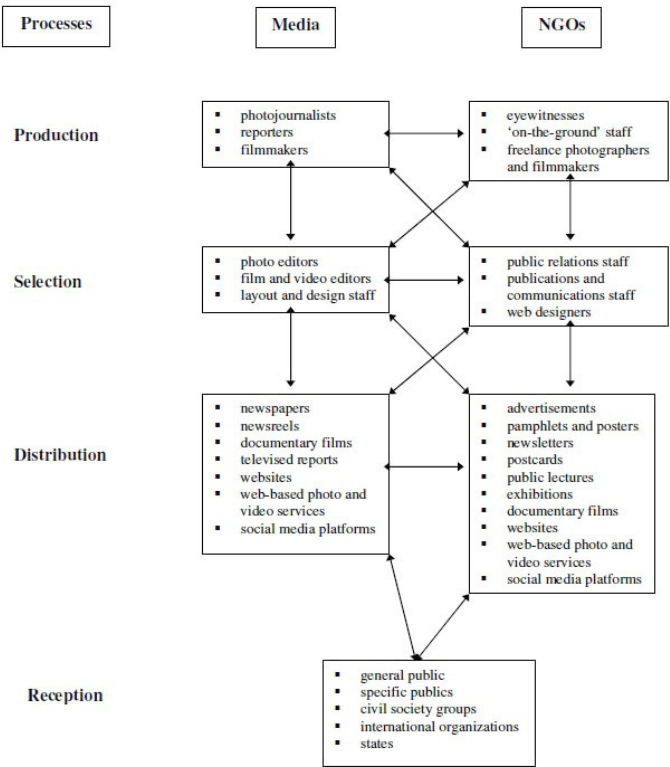 Processes
Media
NGOs
Production
▪ photojournalists
▪ reporters
▪ filmmakers
▪ eyewitnesses
▪ ‘on-the-ground’ staff
▪ freelance photographers
and filmmakers
Selection
▪ photo editors
▪ film and video editors
▪ layout and design staff
▪ public relations staff
▪ publications and
communications staff
▪ web designers
Distribution
▪ newspapers
▪ newsreels
▪ documentary films
▪ televised reports
▪ websites
▪ web-based photo and
video services
▪ social media platforms
▪ advertisements
▪ pamphlets and posters
▪ newsletters
▪ postcards
▪ public lectures
▪ exhibitions
▪ documentary films
▪ websites
▪ web-based photo and
video services
▪ social media platforms
Reception
▪ general public
▪ specific publics
▪ civil society groups
▪ international organizations
▪ states